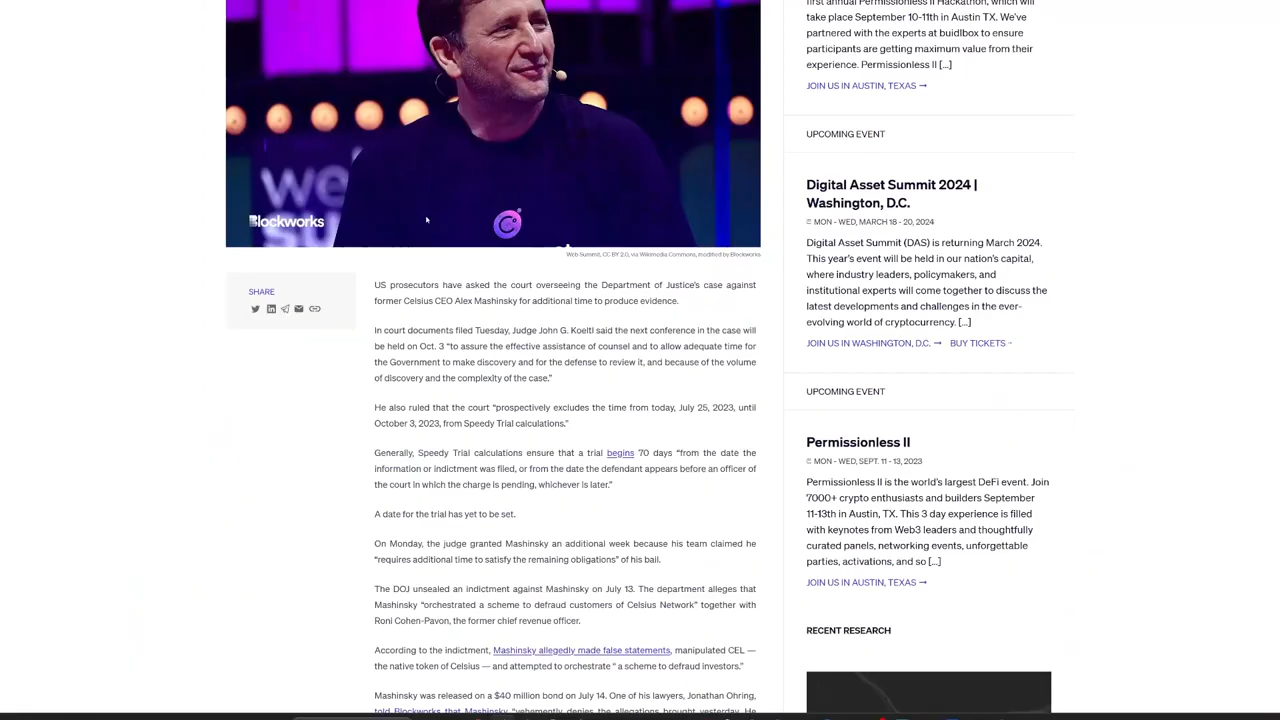 first annual Permissionless II Hackathon, which will
take place September 10-11th in Austin TX. We've
partnered with the experts at buidlbox to ensure
participants are getting maximum value from their
experience. Permissionless II [...]
JOIN US IN AUSTIN, TEXAS →
UPCOMING EVENT
Digital Asset Summit 2024 |
Washington, D.C.
MON - WED, MARCH 18 - 20, 2024
Digital Asset Summit (DAS) is returning March 2024.
This year's event will be held in our nation's capital,
where industry leaders, policymakers, and
institutional experts will come together to discuss the
latest developments and challenges in the ever-
evolving world of cryptocurrency. [...]
JOIN US IN WASHINGTON, D.C. → BUY TICKETS
UPCOMING EVENT
Permissionless II
MON - WED, SEPT. 11 - 13, 2023
Permissionless II is the world's largest DeFi event. Join
7000+ crypto enthusiasts and builders September
11-13th in Austin, TX. This 3 day experience is filled
with keynotes from Web3 leaders and thoughtfully
curated panels, networking events, unforgettable
parties, activations, and so [...]
JOIN US IN AUSTIN, TEXAS →
RECENT RESEARCH
we
Blockworks
Web Summit, CC BY 2.0, via Wikimedia Commons, modified by Blockworks
SHARE
US prosecutors have asked the court overseeing the Department of Justice's case against
former Celsius CEO Alex Mashinsky for additional time to produce evidence.
In court documents filed Tuesday, Judge John G. Koeltl said the next conference in the case will
be held on Oct. 3 "to assure the effective assistance of counsel and to allow adequate time for
the Government to make discovery and for the defense to review it, and because of the volume
of discovery and the complexity of the case."
He also ruled that the court "prospectively excludes the time from today, July 25, 2023, until
October 3, 2023, from Speedy Trial calculations."
Generally, Speedy Trial calculations ensure that a trial begins 70 days "from the date the
information or indictment was filed, or from the date the defendant appears before an officer of
the court in which the charge is pending, whichever is later."
A date for the trial has yet to be set.
On Monday, the judge granted Mashinsky an additional week because his team claimed he
"requires additional time to satisfy the remaining obligations" of his bail.
The DOJ unsealed an indictment against Mashinsky on July 13. The department alleges that
Mashinsky "orchestrated a scheme to defraud customers of Celsius Network" together with
Roni Cohen-Pavon, the former chief revenue officer.
According to the indictment, Mashinsky allegedly made false statements, manipulated CEL —
the native token of Celsius — and attempted to orchestrate " a scheme to defraud investors."
Mashinsky was released on a $40 million bond on July 14. One of his lawyers, Jonathan Ohring,
told Blockworks that Mashinsky "vehemently denies the allegations brought yesterday. He